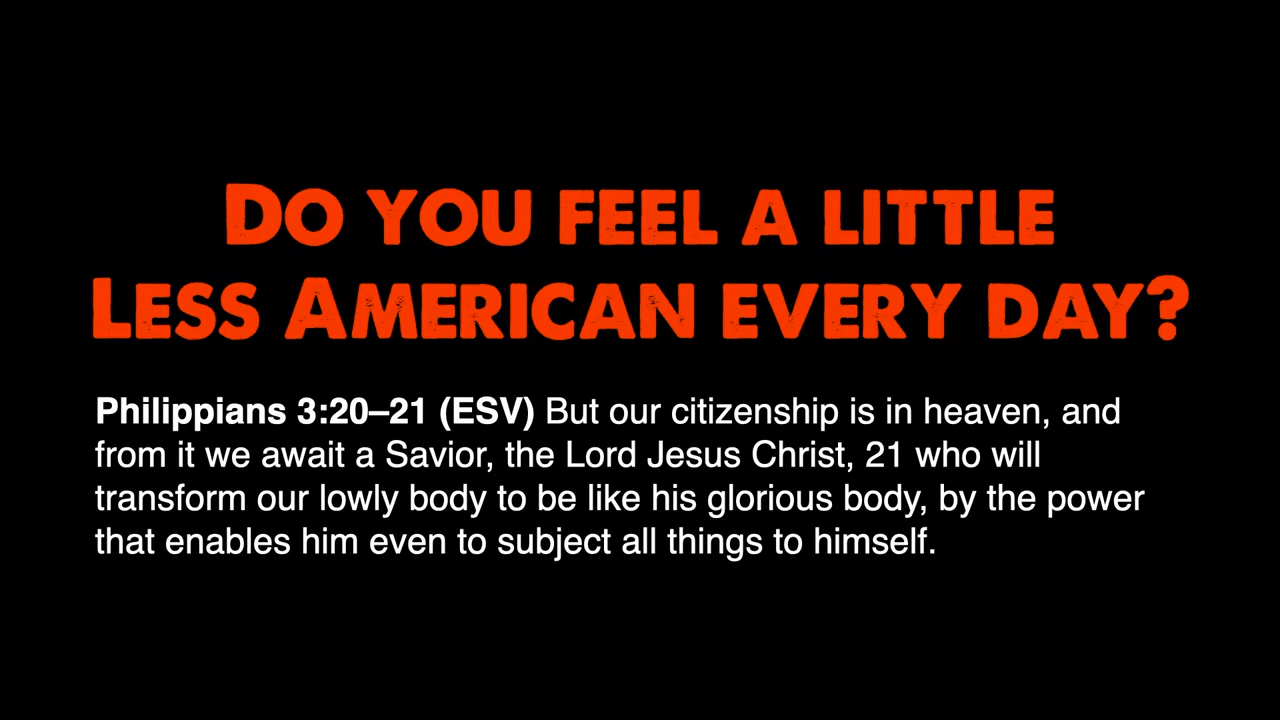 Do you feel a little
Less American every day?
Philippians 3:20–21 (ESV) But our citizenship is in heaven, and
from it we await a Savior, the Lord Jesus Christ, 21 who will
transform our lowly body to be like his glorious body, by the power
that enables him even to subject all things to himself.